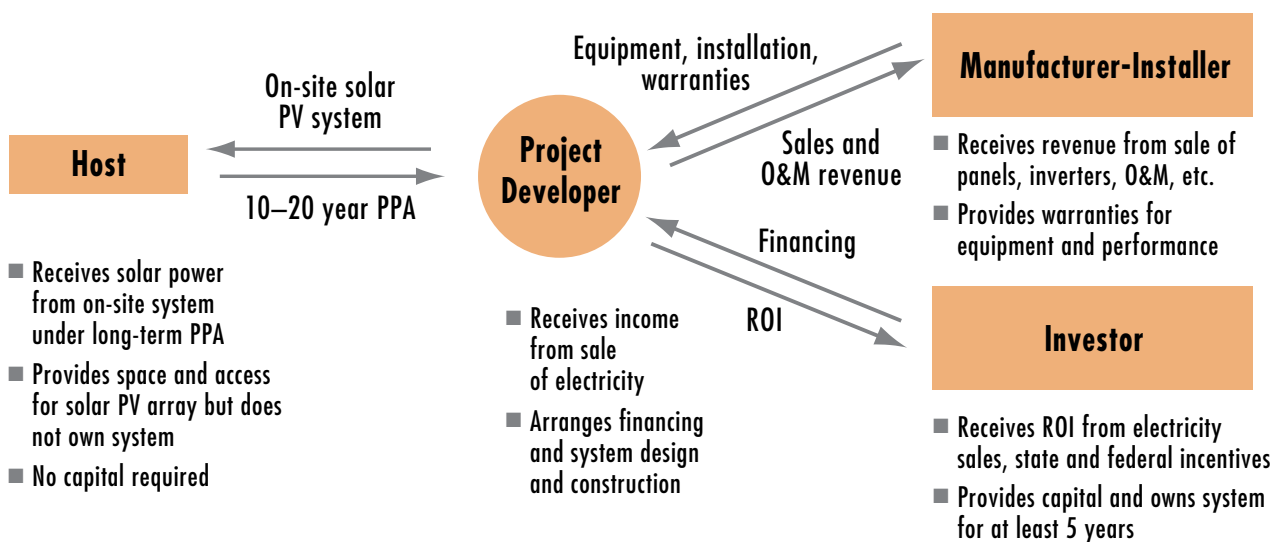 On-site solar
PV system
Host
10–20 year PPA
■ Receives solar power
from on-site system
under long-term PPA
■ Provides space and access
for solar PV array but does
not own system
■ No capital required
Project
Developer
■ Receives income
from sale
of electricity
■ Arranges financing
and system design
and construction
Equipment, installation,
warranties
Sales and
O&M revenue
Financing
ROI
Manufacturer-Installer
■ Receives revenue from sale of
panels, inverters, O&M, etc.
■ Provides warranties for
equipment and performance
Investor
■ Receives ROI from electricity
sales, state and federal incentives
■ Provides capital and owns system
for at least 5 years